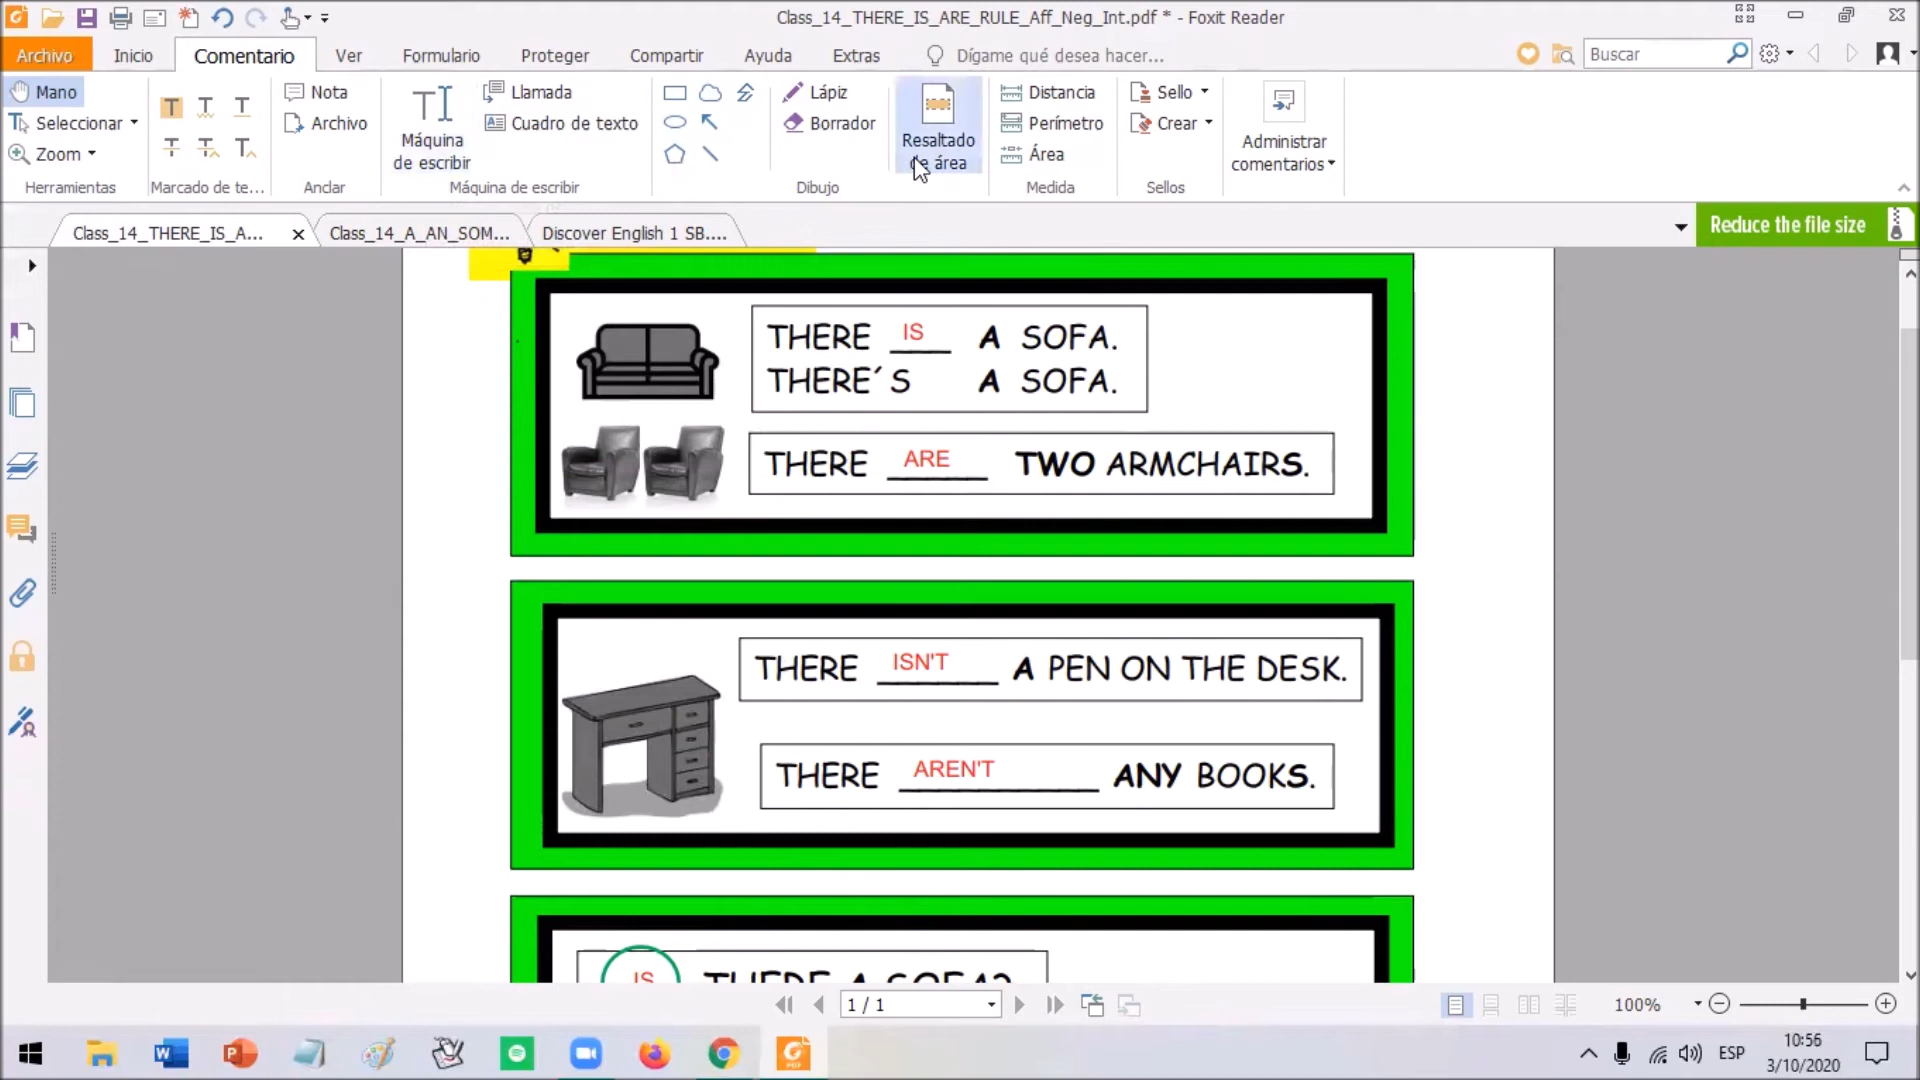 Class_14_THERE_IS_ARE_RULE_Aff_Neg_Int.pdf * - Foxit Reader
Archivo Inicio Comentario Ver Formulario Proteger Compartir Ayuda Extras Dígame qué desea hacer... Buscar
Mano
Seleccionar
Zoom
Herramientas
Marcado de te...
Nota
Archivo
Anclar
Máquina
de escribir
Llamada
Cuadro de texto
Máquina de escribir
Lápiz
Borrador
Dibujo
Resaltado
de área
Distancia
Perímetro
Área
Medida
Sello
Crear
Sellos
Administrar
comentarios
Class_14_THERE_IS_A... Class_14_A_AN_SOM... Discover English 1 SB.... Reduce the file size
THERE IS A SOFA.
THERE´S A SOFA.
THERE ARE TWO ARMCHAIRS.
THERE ISN'T A PEN ON THE DESK.
THERE AREN'T ANY BOOKS.
IS THERE A SOFA?
1 / 1 100%
ESP 10:56
3/10/2020